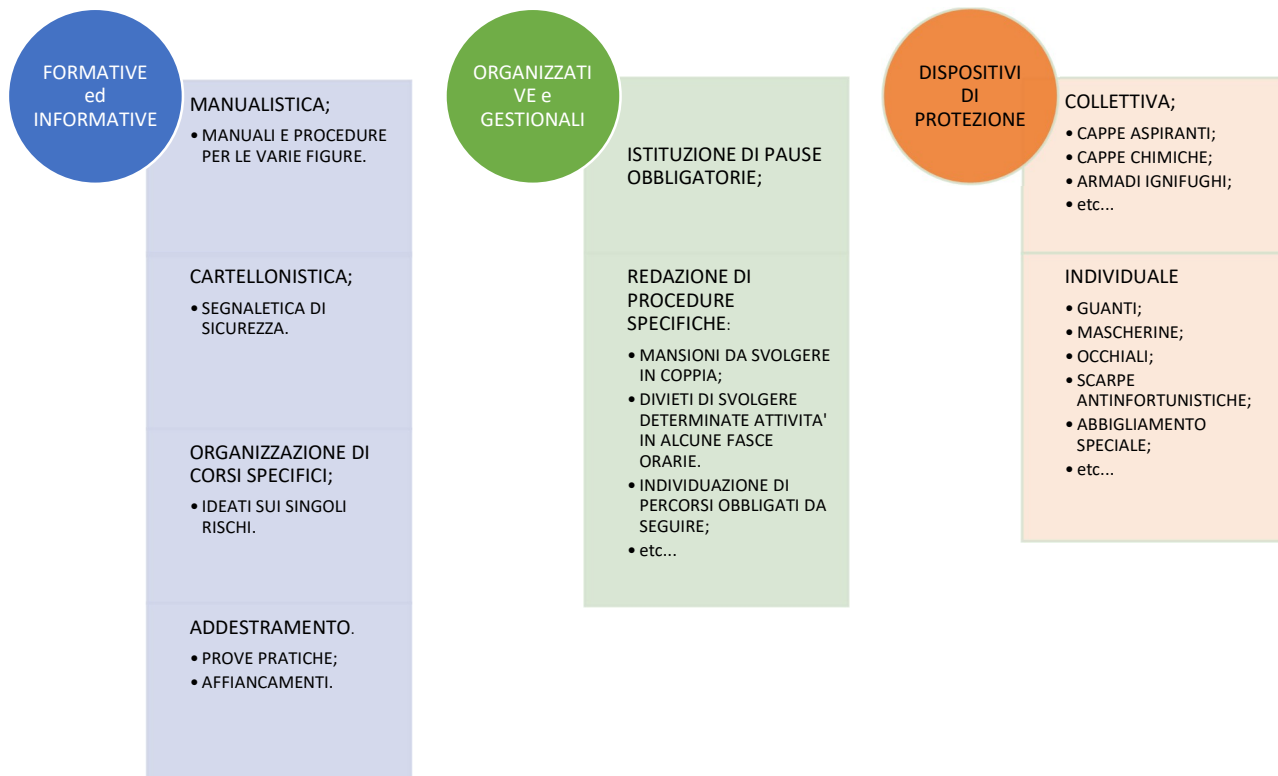 FORMATIVE
ed
INFORMATIVE
MANUALISTICA;
• MANUALI E PROCEDURE
PER LE VARIE FIGURE.
CARTELLONISTICA;
• SEGNALETICA DI
SICUREZZA.
ORGANIZZAZIONE DI
CORSI SPECIFICI;
• IDEATI SUI SINGOLI
RISCHI.
ADDESTRAMENTO.
• PROVE PRATICHE;
• AFFIANCAMENTI.
ORGANIZZATI
VE e
GESTIONALI
ISTITUZIONE DI PAUSE
OBBLIGATORIE;
REDAZIONE DI
PROCEDURE
SPECIFICHE:
• MANSIONI DA SVOLGERE
IN COPPIA;
• DIVIETI DI SVOLGERE
DETERMINATE ATTIVITA'
IN ALCUNE FASCE
ORARIE.
• INDIVIDUAZIONE DI
PERCORSI OBBLIGATI DA
SEGUIRE;
• etc...
DISPOSITIVI
DI
PROTEZIONE
COLLETTIVA;
• CAPPE ASPIRANTI;
• CAPPE CHIMICHE;
• ARMADI IGNIFUGHI;
• etc...
INDIVIDUALE
• GUANTI;
• MASCHERINE;
• OCCHIALI;
• SCARPE
ANTINFORTUNISTICHE;
• ABBIGLIAMENTO
SPECIALE;
• etc...